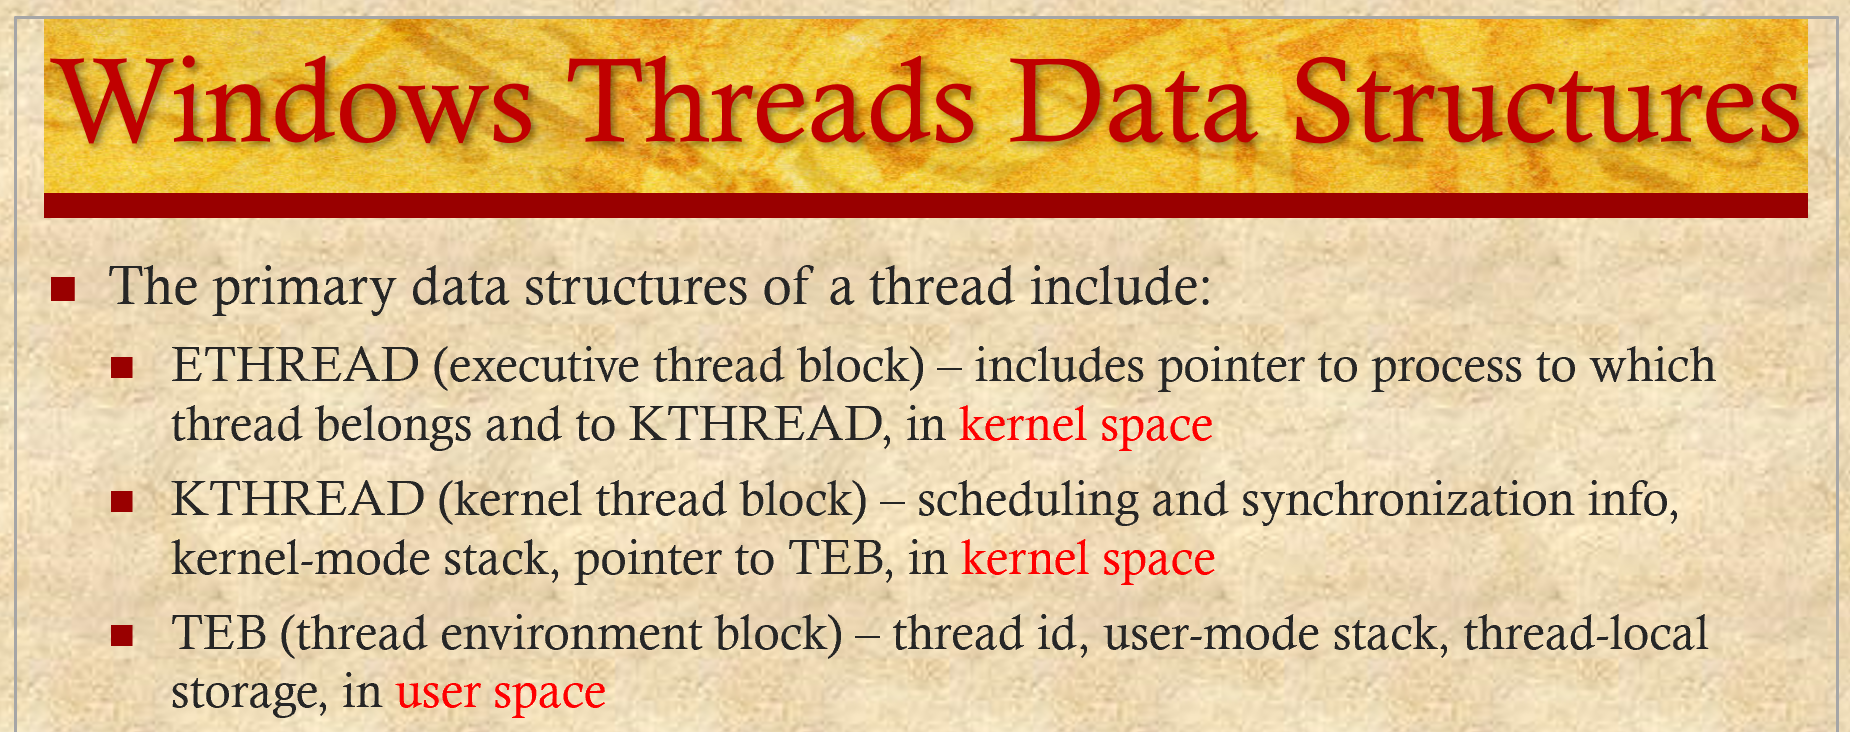 Windows Threads Data Structures
The primary data structures of a thread include:
ETHREAD (executive thread block) – includes pointer to process to which
thread belongs and to KTHREAD, in kernel space
KTHREAD (kernel thread block) – scheduling and synchronization info,
kernel-mode stack, pointer to TEB, in kernel space
TEB (thread environment block) – thread id, user-mode stack, thread-local
storage, in user space